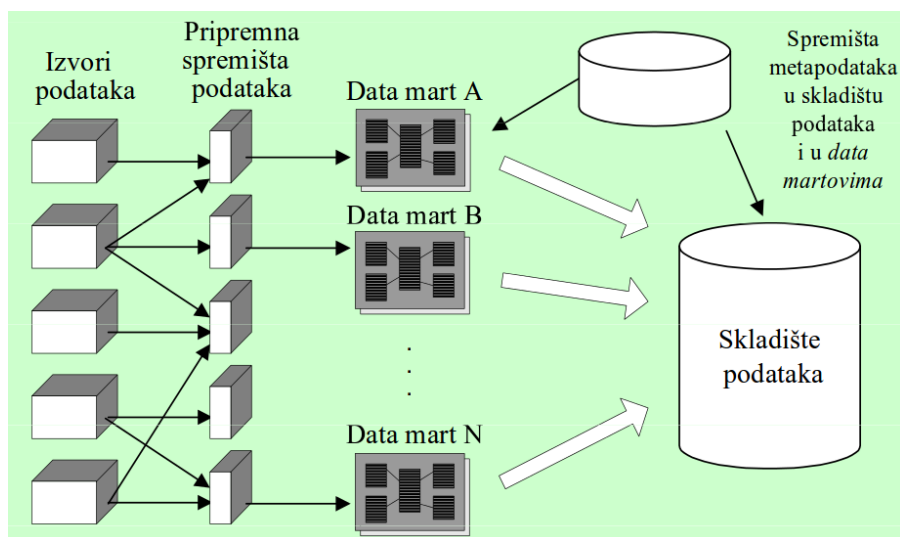 Izvori
podataka
Pripremna
spremišta
podataka
Data mart A
Data mart B
.
.
.
Data mart N
Spremišta
metapodataka
u skladištu
podataka
i u data
martovima
Skladište
podataka